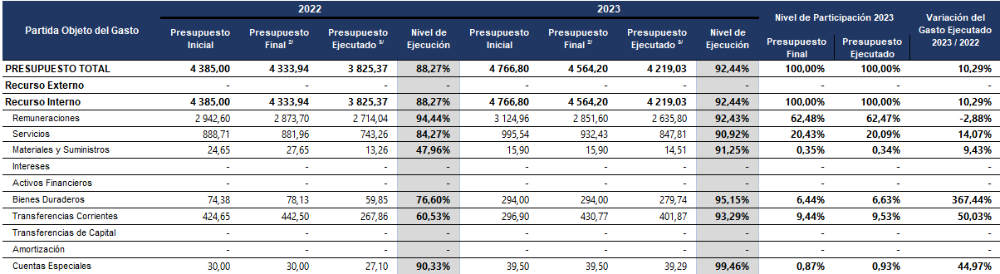 Partida Objeto del Gasto 2022 2023 Nivel de Participación 2023 Variación del Gasto Ejecutado 2023 / 2022
Presupuesto Inicial Presupuesto Final 2/ Presupuesto Ejecutado 3/ Nivel de Ejecución Presupuesto Inicial Presupuesto Final 2/ Presupuesto Ejecutado 3/ Nivel de Ejecución Presupuesto Final Presupuesto Ejecutado
PRESUPUESTO TOTAL 4 385,00 4 333,94 3 825,37 88,27% 4 766,80 4 564,20 4 219,03 92,44% 100,00% 100,00% 10,29%
Recurso Externo - - - - - - - - - - -
Recurso Interno 4 385,00 4 333,94 3 825,37 88,27% 4 766,80 4 564,20 4 219,03 92,44% 100,00% 100,00% 10,29%
Remuneraciones 2 942,60 2 873,70 2 714,04 94,44% 3 124,96 2 851,60 2 635,80 92,43% 62,48% 62,47% -2,88%
Servicios 888,71 881,96 743,26 84,27% 995,54 932,43 847,81 90,92% 20,43% 20,09% 14,07%
Materiales y Suministros 24,65 27,65 13,26 47,96% 15,90 15,90 14,51 91,25% 0,35% 0,34% 9,43%
Intereses - - - - - - - - - - -
Activos Financieros - - - - - - - - - - -
Bienes Duraderos 74,38 78,13 59,85 76,60% 294,00 294,00 279,74 95,15% 6,44% 6,63% 367,44%
Transferencias Corrientes 424,65 442,50 267,86 60,53% 296,90 430,77 401,87 93,29% 9,44% 9,53% 50,03%
Transferencias de Capital - - - - - - - - - - -
Amortización - - - - - - - - - - -
Cuentas Especiales 30,00 30,00 27,10 90,33% 39,50 39,50 39,29 99,46% 0,87% 0,93% 44,97%